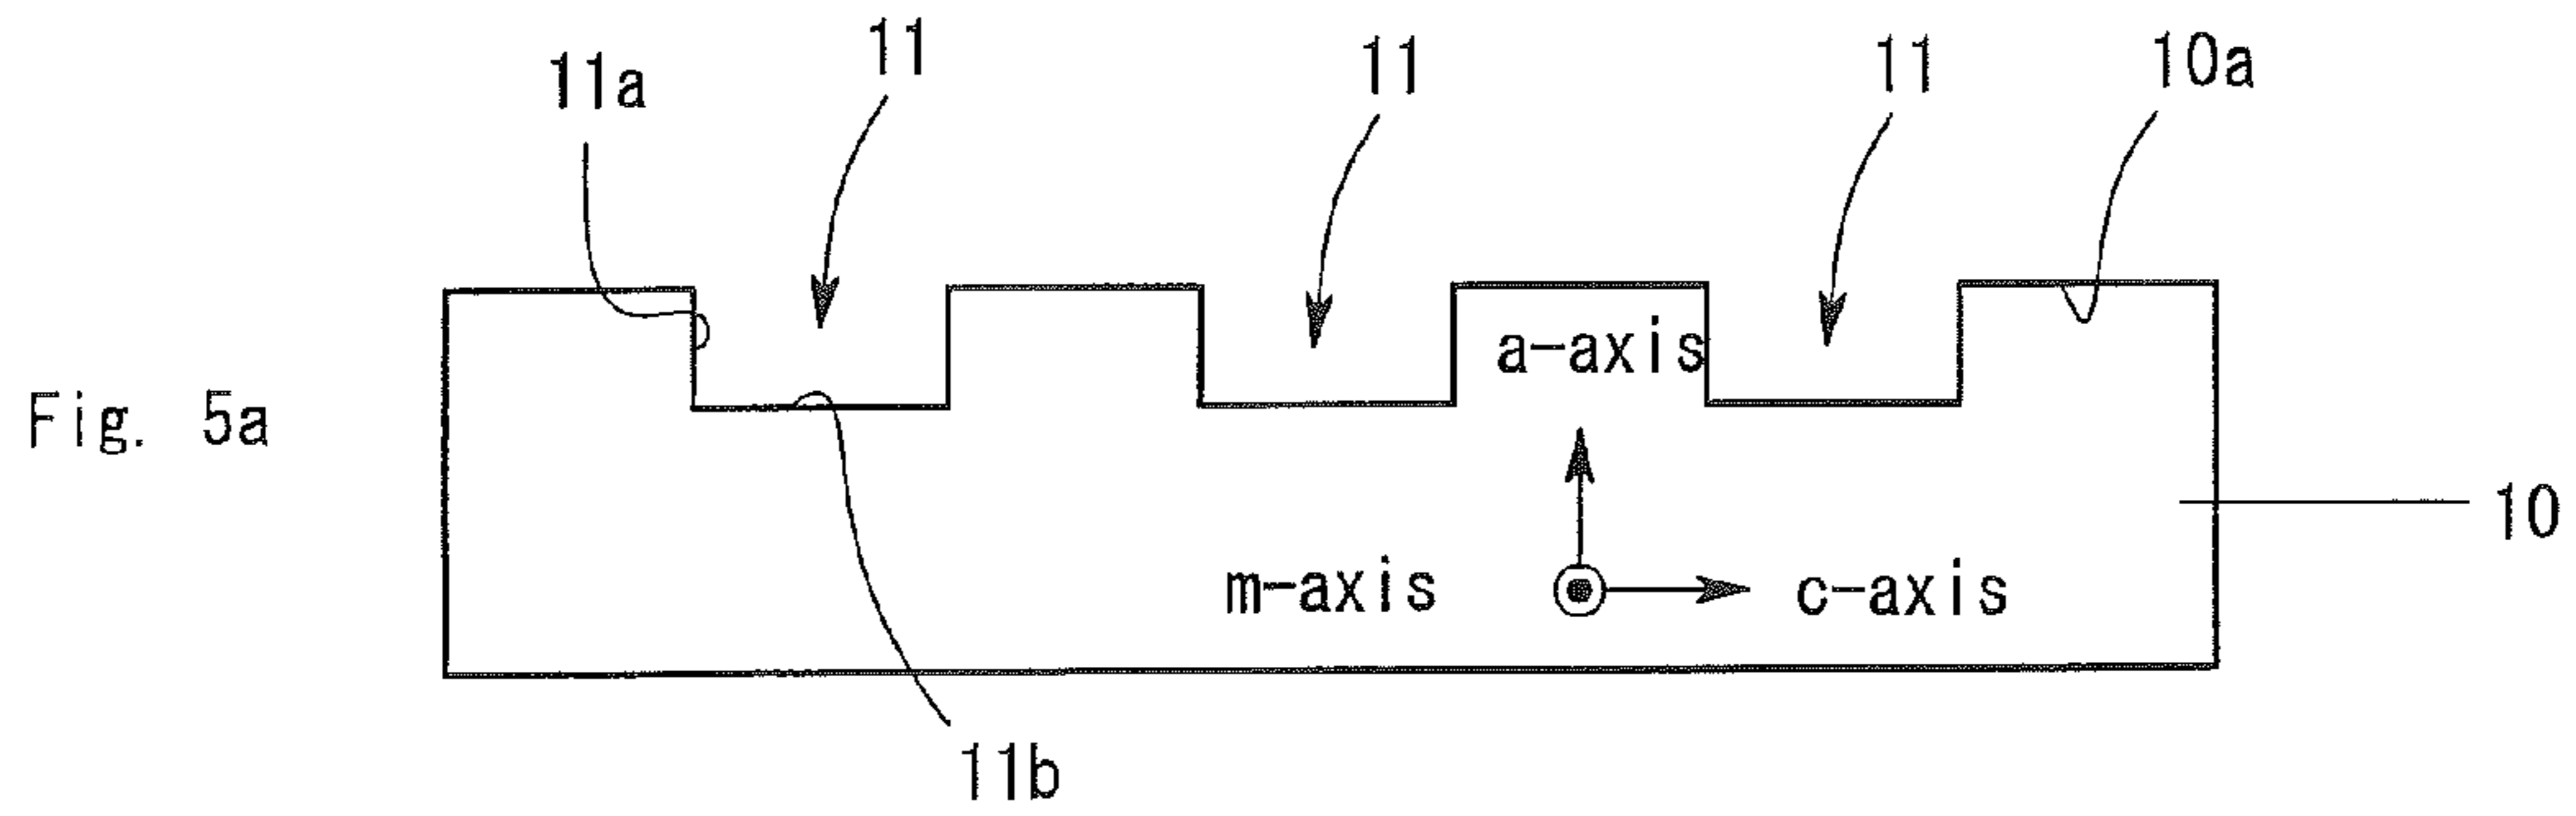 11a 11 11 11 10a
a-axis
Fig. 5a
10
m-axis c-axis
11b